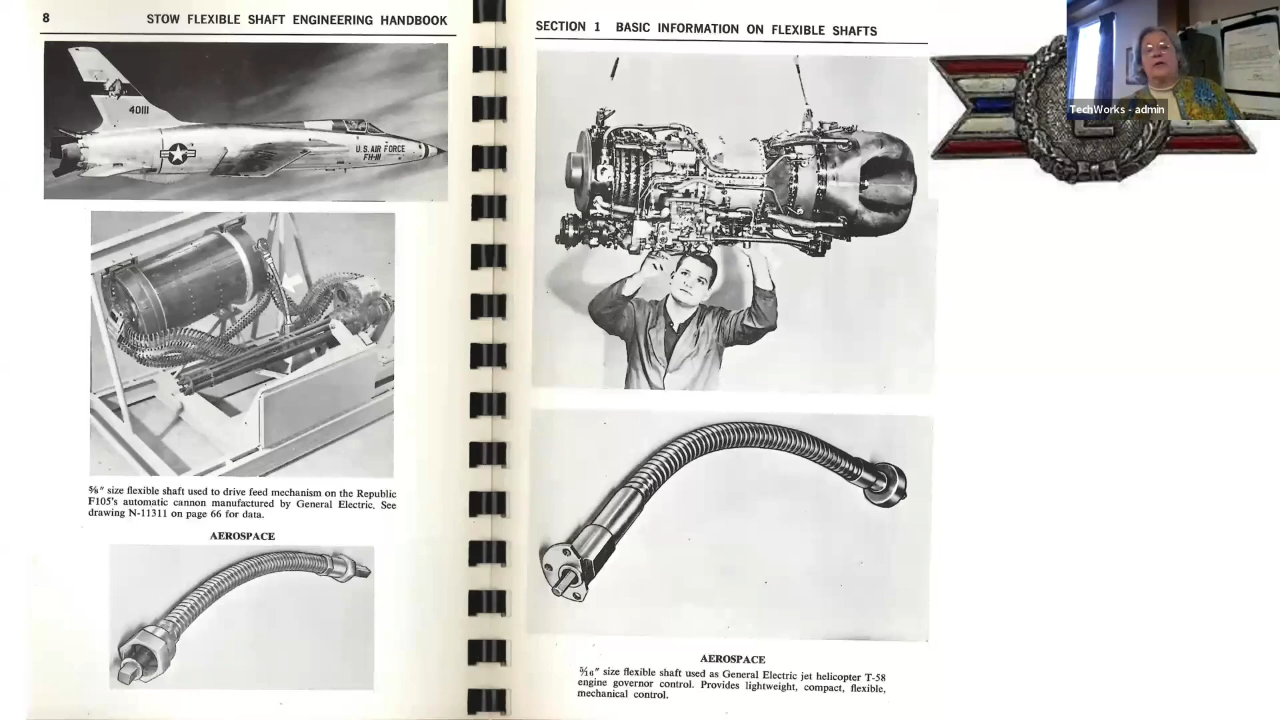 8
STOW FLEXIBLE SHAFT ENGINEERING HANDBOOK
40111
U.S. AIR FORCE
FH-111
5/8" size flexible shaft used to drive feed mechanism on the Republic
F105's automatic cannon manufactured by General Electric. See
drawing N-11311 on page 66 for data.
AEROSPACE
SECTION 1 BASIC INFORMATION ON FLEXIBLE SHAFTS
AEROSPACE
5/16" size flexible shaft used as General Electric jet helicopter T-58
engine governor control. Provides lightweight, compact, flexible,
mechanical control.
TechWorks - admin